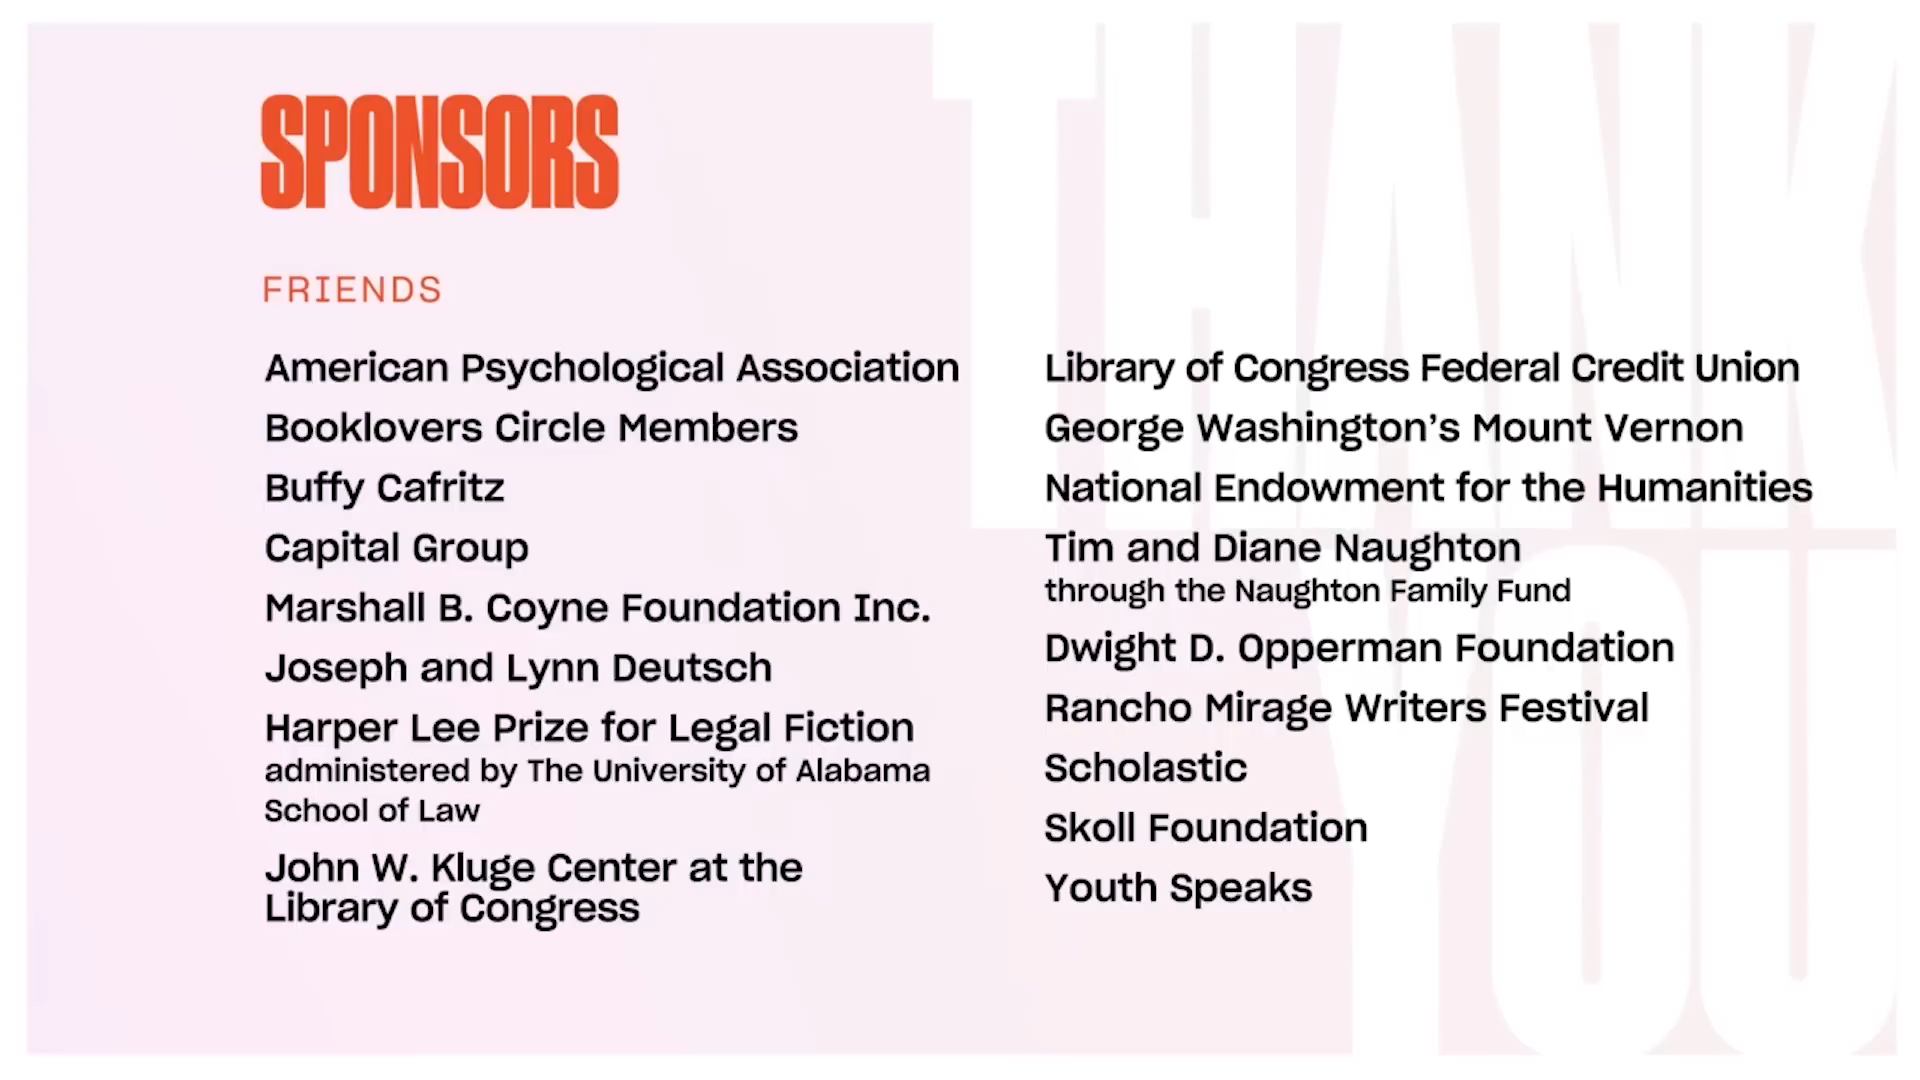 THANK
YOU
SPONSORS
FRIENDS
American Psychological Association
Booklovers Circle Members
Buffy Cafritz
Capital Group
Marshall B. Coyne Foundation Inc.
Joseph and Lynn Deutsch
Harper Lee Prize for Legal Fiction
administered by The University of Alabama
School of Law
John W. Kluge Center at the
Library of Congress
Library of Congress Federal Credit Union
George Washington’s Mount Vernon
National Endowment for the Humanities
Tim and Diane Naughton
through the Naughton Family Fund
Dwight D. Opperman Foundation
Rancho Mirage Writers Festival
Scholastic
Skoll Foundation
Youth Speaks